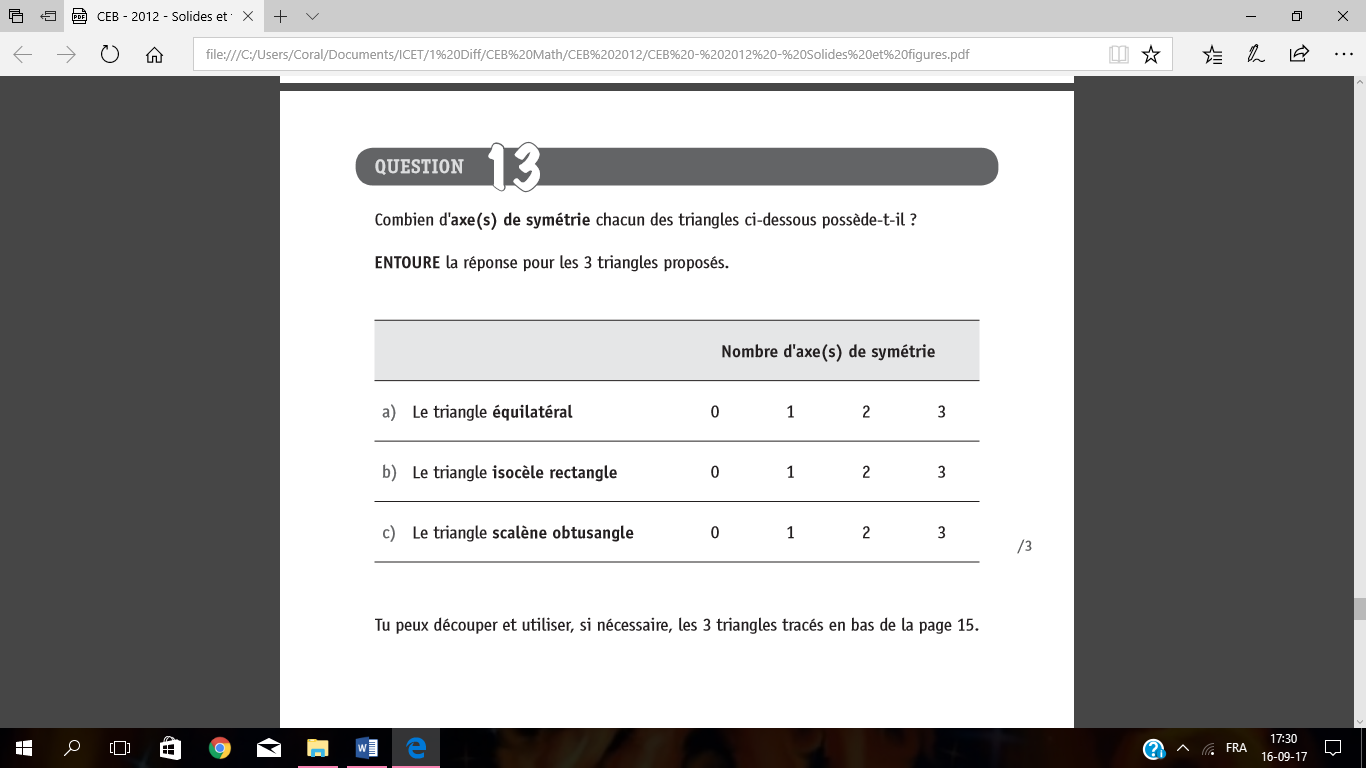 CEB - 2012 - Solides et
file:///C:/Users/Coral/Documents/ICET/1%20Diff/CEB%20Math/CEB%202012/CEB%20-%202012%20-%20Solides%20et%20figures.pdf
QUESTION 13
Combien d'axe(s) de symétrie chacun des triangles ci-dessous possède-t-il ?
ENTOURE la réponse pour les 3 triangles proposés.
Nombre d'axe(s) de symétrie
a) Le triangle équilatéral 0 1 2 3
b) Le triangle isocèle rectangle 0 1 2 3
c) Le triangle scalène obtusangle 0 1 2 3
/3
Tu peux découper et utiliser, si nécessaire, les 3 triangles tracés en bas de la page 15.
FRA
17:30
16-09-17